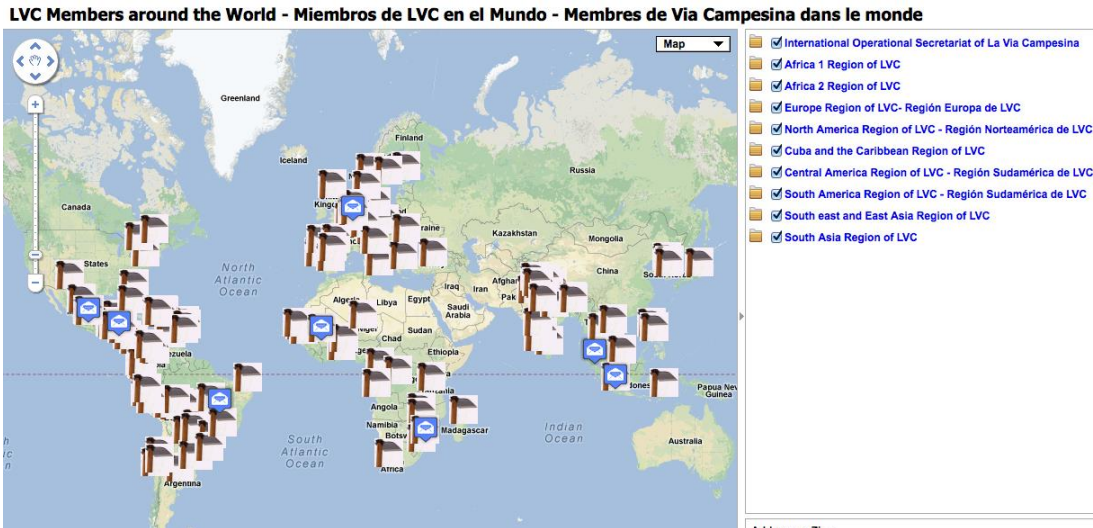 LVC Members around the World - Miembros de LVC en el Mundo - Membres de Via Campesina dans le monde
Map
Greenland
Finland
Iceland
Russia
Canada
Kazakhstan
Mongolia
States
China
North
Atlantic
Ocean
Iraq
Iran
Libya
Egypt
Saudi
Arabia
Sudan
Chad
Ethiopia
Papua New
Guinea
Angola
Namibia
Madagascar
Indian
Ocean
South
Atlantic
Ocean
Australia
Africa
Argentina
International Operational Secretariat of La Via Campesina
Africa 1 Region of LVC
Africa 2 Region of LVC
Europe Region of LVC- Región Europa de LVC
North America Region of LVC - Región Norteamérica de LVC
Cuba and the Caribbean Region of LVC
Central America Region of LVC - Región Sudamérica de LVC
South America Region of LVC - Región Sudamérica de LVC
South east and East Asia Region of LVC
South Asia Region of LVC